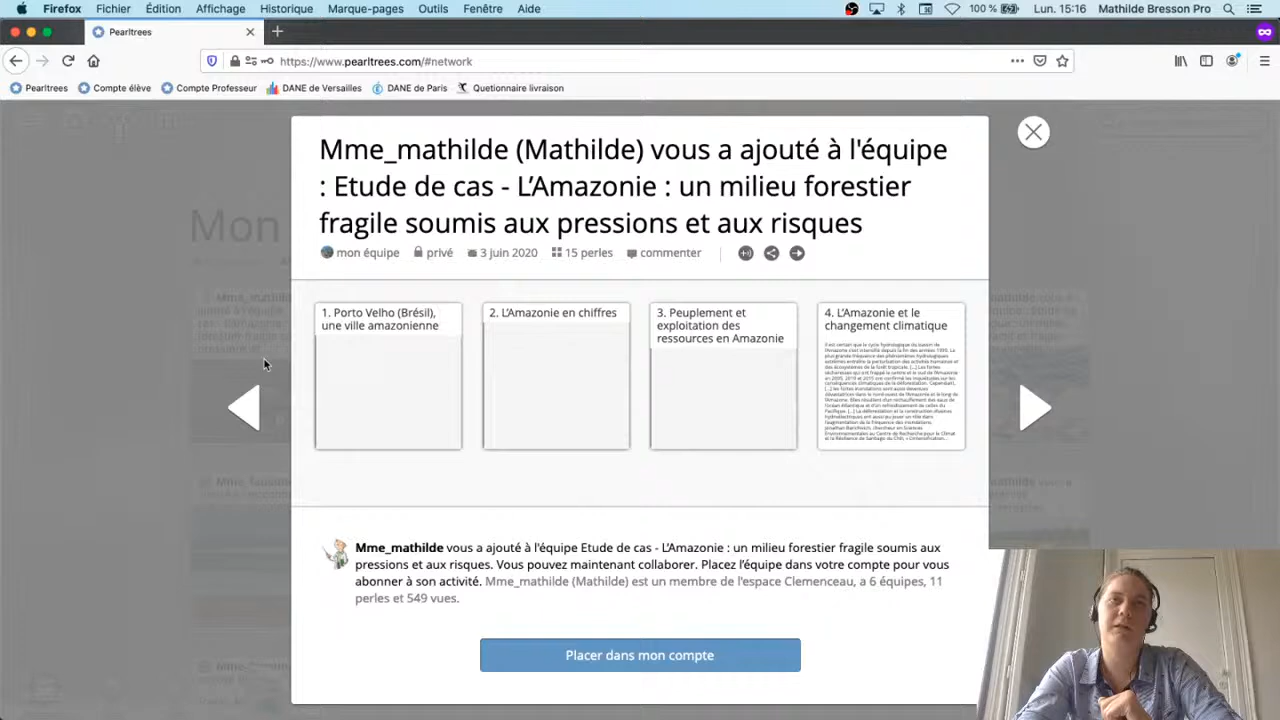 Firefox Fichier Édition Affichage Historique Marque-pages Outils Fenêtre Aide 100 % Lun. 15:16 Mathilde Bresson Pro
Pearltrees
https://www.pearltrees.com/#network
Pearltrees Compte élève Compte Professeur DANE de Versailles DANE de Paris Quetionnaire livraison
Mme_mathilde (Mathilde) vous a ajouté à l'équipe
: Etude de cas - L'Amazonie : un milieu forestier
fragile soumis aux pressions et aux risques
mon équipe privé 3 juin 2020 15 perles commenter
Mon
1. Porto Velho (Brésil),
une ville amazonienne
2. L'Amazonie en chiffres
3. Peuplement et
exploitation des
ressources en Amazonie
4. L'Amazonie et le
changement climatique
Mme_mathilde vous a ajouté à l'équipe Etude de cas - L'Amazonie : un milieu forestier fragile soumis aux
pressions et aux risques. Vous pouvez maintenant collaborer. Placez l'équipe dans votre compte pour vous
abonner à son activité. Mme_mathilde (Mathilde) est un membre de l'espace Clemenceau, a 6 équipes, 11
perles et 549 vues.
Placer dans mon compte